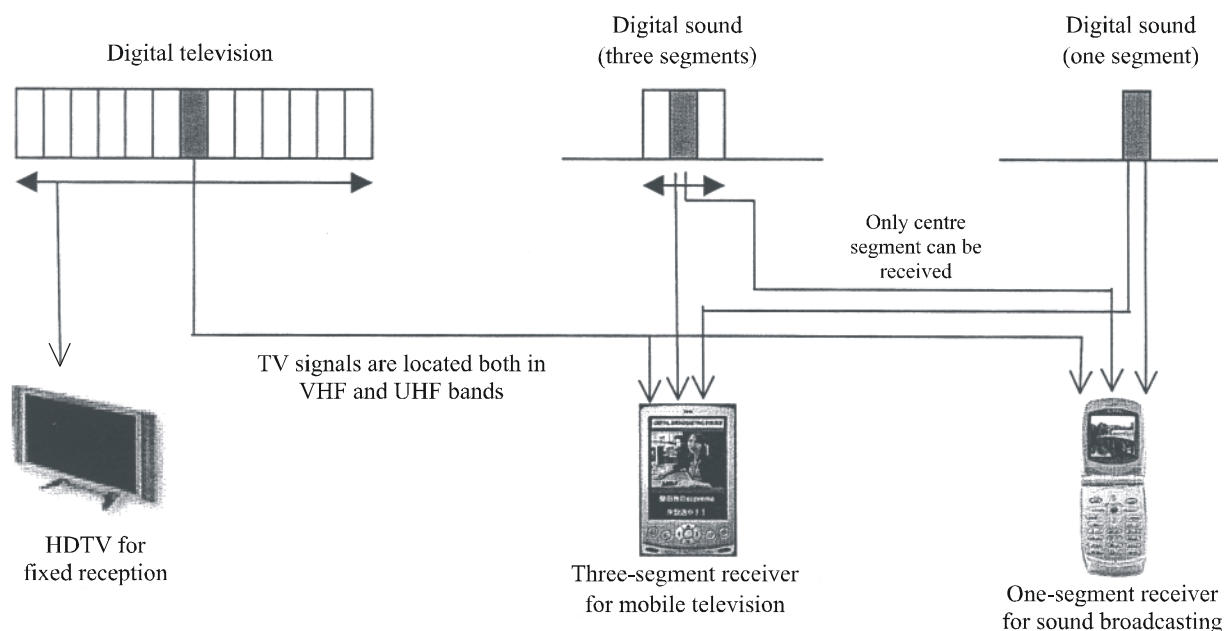 Digital television
Digital sound
(three segments)
Digital sound
(one segment)
Only centre
segment can be
received
TV signals are located both in
VHF and UHF bands
HDTV for
fixed reception
Three-segment receiver
for mobile television
One-segment receiver
for sound broadcasting